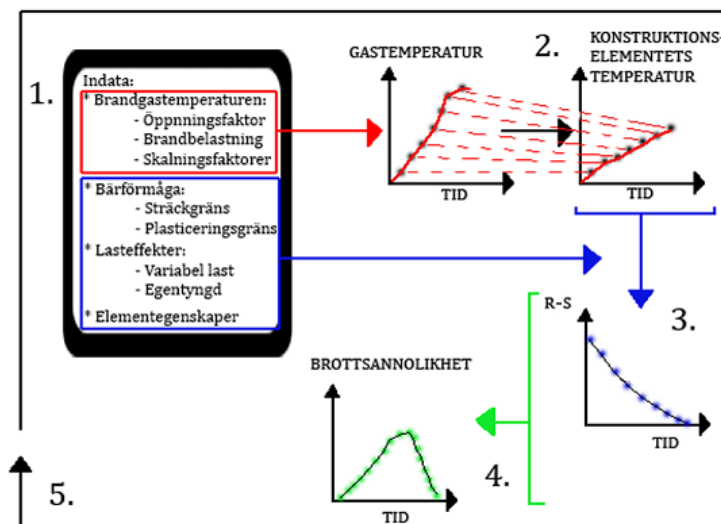 1.
Indata:
* Brandgastemperaturen:
- Öppnningsfaktor
- Brandbelastning
- Skalningsfaktorer
* Bärförmåga:
- Sträckgräns
- Plasticeringsgräns
* Lasteffekter:
- Variabel last
- Egentyngd
* Elementegenskaper
GASTEMPERATUR
TID
2.
KONSTRUKTIONS-
ELEMENTETS
TEMPERATUR
TID
R-S
3.
TID
BROTTSANNOLIKHET
4.
TID
5.